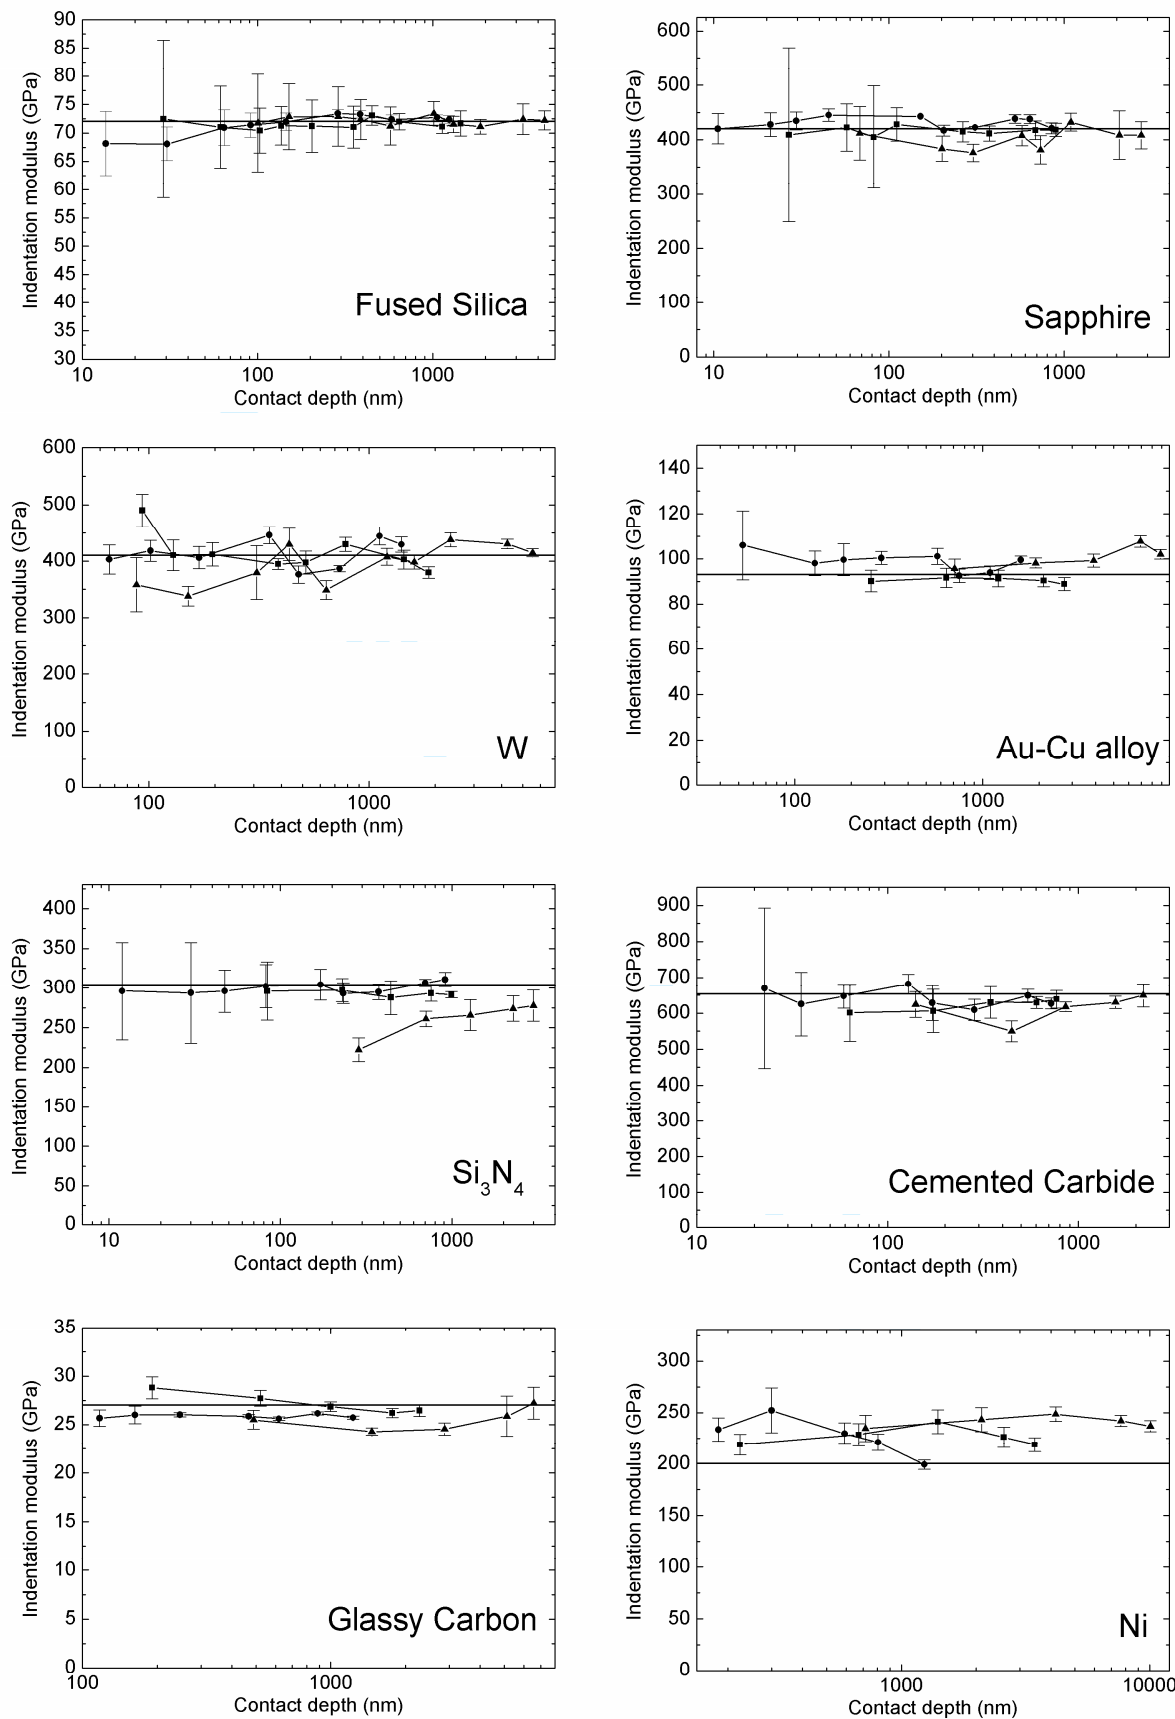 90
85
80
75
70
65
60
55
50
45
40
35
30
Indentation modulus (GPa)
Fused Silica
10 100 1000
Contact depth (nm)
600
500
400
300
200
100
0
Indentation modulus (GPa)
Sapphire
10 100 1000
Contact depth (nm)
600
500
400
300
200
100
0
Indentation modulus (GPa)
W
100 1000
Contact depth (nm)
140
120
100
80
60
40
20
0
Indentation modulus (GPa)
Au-Cu alloy
100 1000
Contact depth (nm)
400
350
300
250
200
150
100
50
0
Indentation modulus (GPa)
Si₃N₄
10 100 1000
Contact depth (nm)
900
800
700
600
500
400
300
200
100
0
Indentation modulus (GPa)
Cemented Carbide
10 100 1000
Contact depth (nm)
35
30
25
20
15
10
5
0
Indentation modulus (GPa)
Glassy Carbon
100 1000
Contact depth (nm)
300
250
200
150
100
50
0
Indentation modulus (GPa)
Ni
1000 10000
Contact depth (nm)